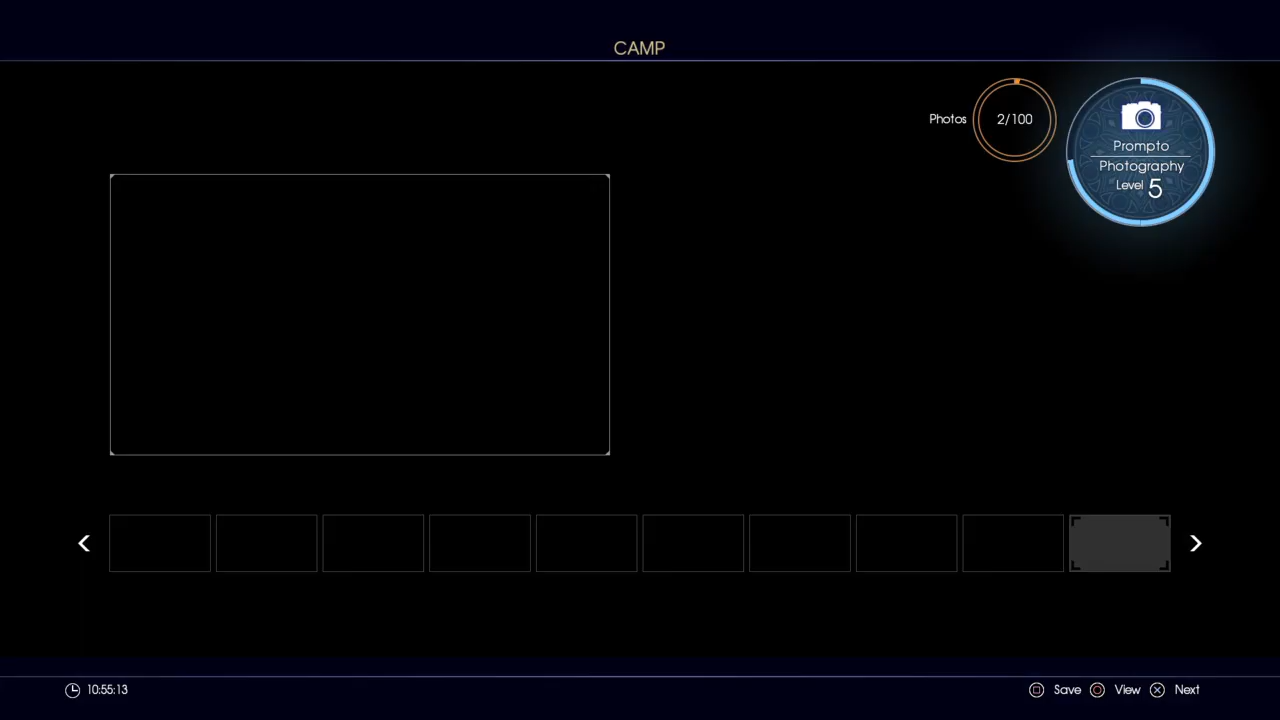 CAMP
Photos
2/100
Prompto
Photography
Level 5
10:55:13
Save View Next